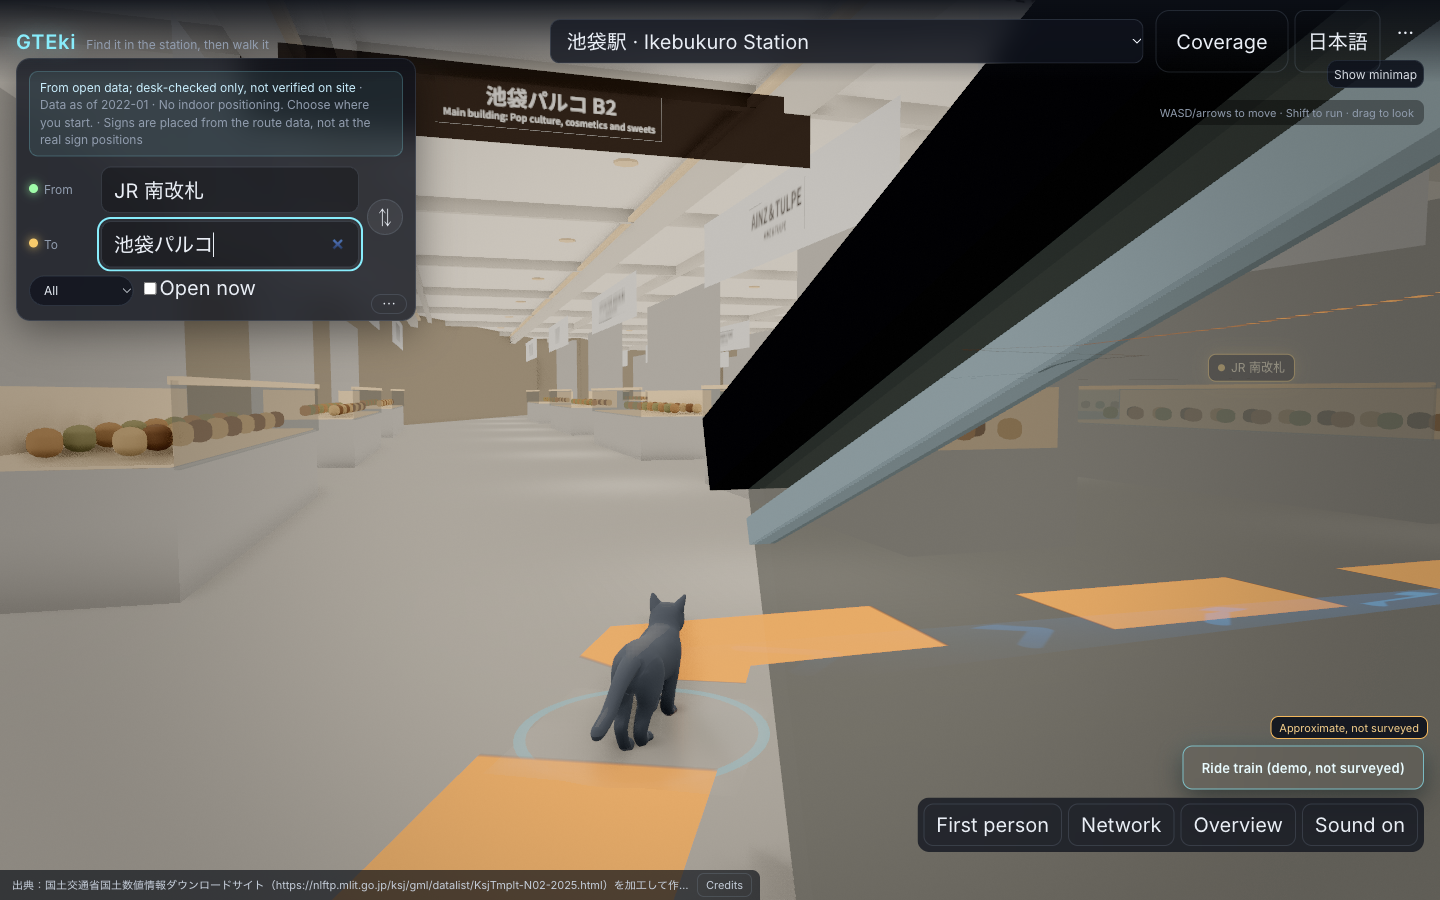 GTEki Find it in the station, then walk it
池袋駅 · Ikebukuro Station
Coverage
日本語
...
Show minimap
WASD/arrows to move · Shift to run · drag to look
From open data; desk-checked only, not verified on site ·
Data as of 2022-01 · No indoor positioning. Choose where
you start. · Signs are placed from the route data, not at the
real sign positions
From JR 南改札
To 池袋パルコ
All Open now
...
池袋パルコ B2
Main building: Pop culture, cosmetics and sweets
AINZ & TULPE
JR 南改札
Approximate, not surveyed
Ride train (demo, not surveyed)
First person Network Overview Sound on
出典：国土交通省国土数値情報ダウンロードサイト（https://nlftp.mlit.go.jp/ksj/gml/datalist/KsjTmplt-N02-2025.html）を加工して作... Credits